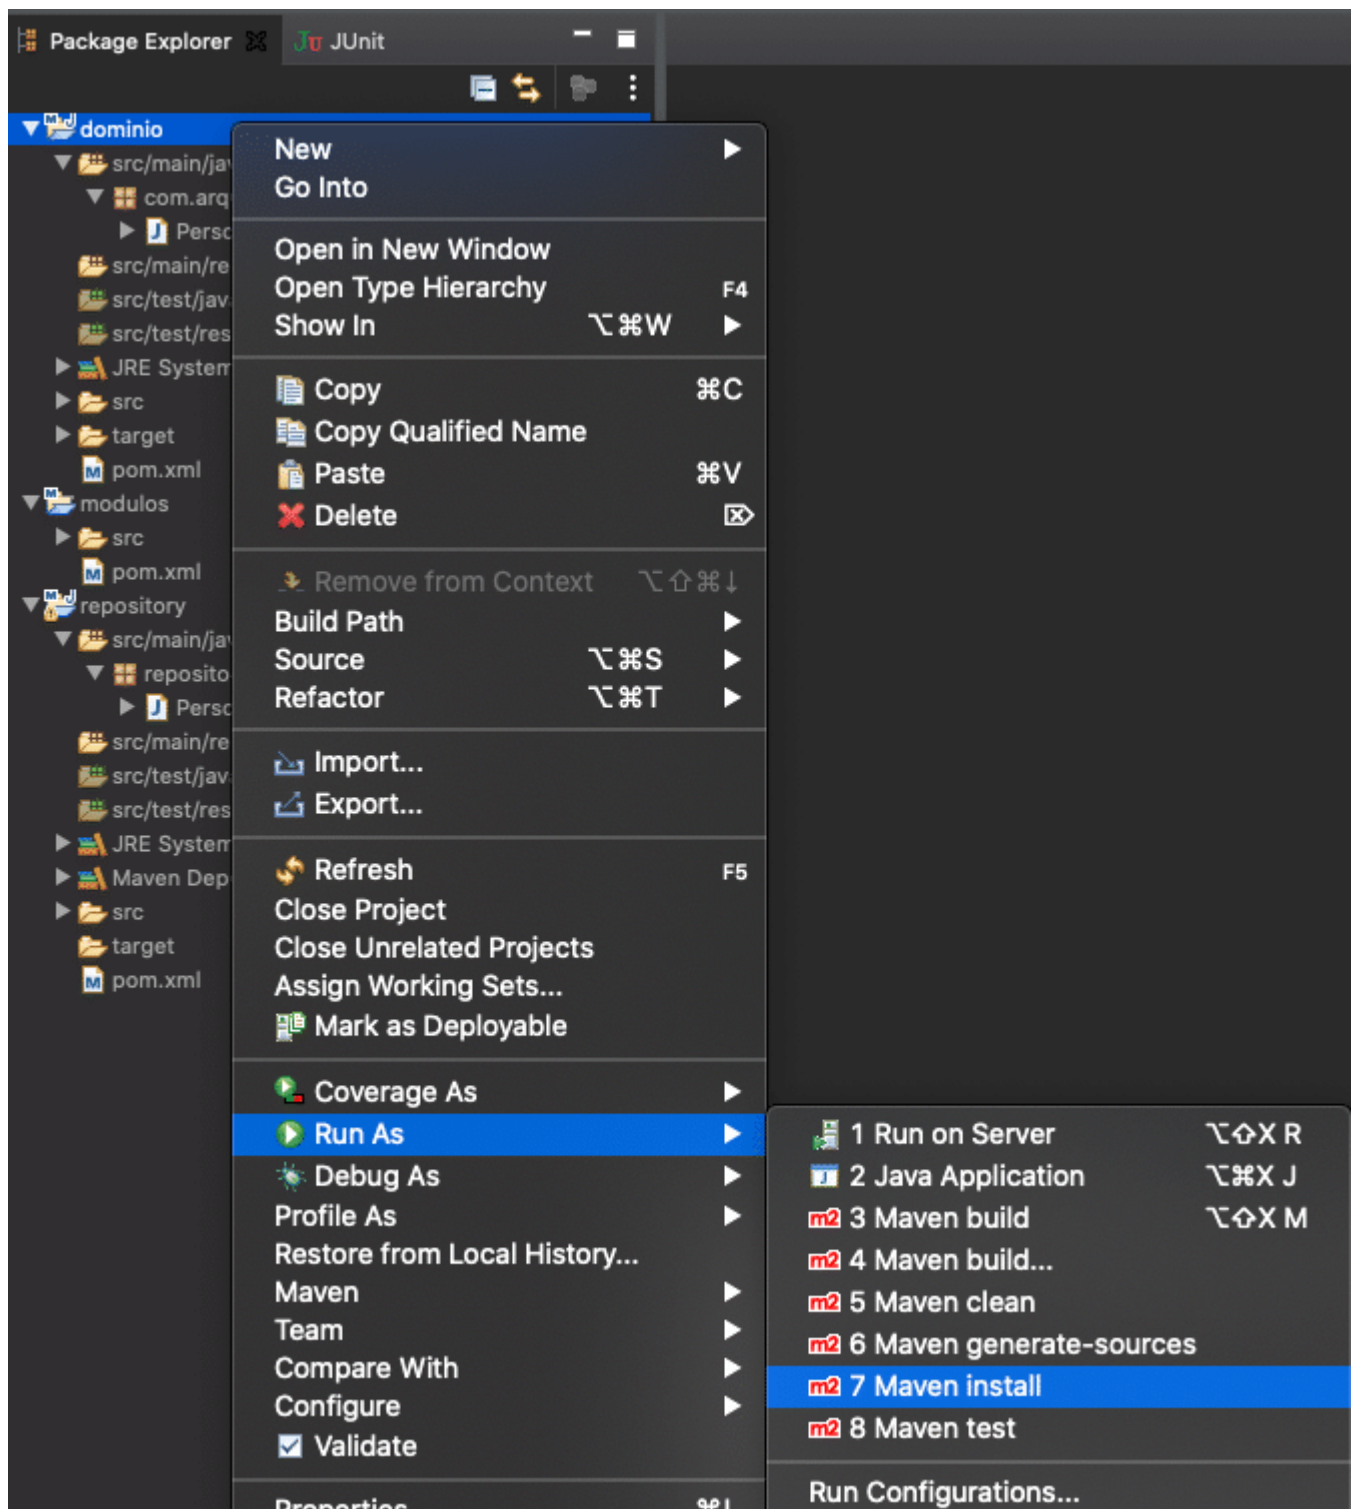 Package Explorer
JUnit
dominio
src/main/jav
com.arq
Perso
src/main/re
src/test/jav
src/test/res
JRE System
src
target
pom.xml
modulos
src
pom.xml
repository
src/main/jav
reposito
Perso
src/main/re
src/test/jav
src/test/res
JRE System
Maven Dep
src
target
pom.xml
New
Go Into
Open in New Window
Open Type Hierarchy F4
Show In ⌥⌘W
Copy ⌘C
Copy Qualified Name
Paste ⌘V
Delete ⌦
Remove from Context ⌥⇧⌘↓
Build Path
Source ⌥⌘S
Refactor ⌥⌘T
Import...
Export...
Refresh F5
Close Project
Close Unrelated Projects
Assign Working Sets...
Mark as Deployable
Coverage As
Run As
Debug As
Profile As
Restore from Local History...
Maven
Team
Compare With
Configure
Validate
Properties ⌘I
1 Run on Server ⌥⇧X R
2 Java Application ⌥⌘X J
m2 3 Maven build ⌥⇧X M
m2 4 Maven build...
m2 5 Maven clean
m2 6 Maven generate-sources
m2 7 Maven install
m2 8 Maven test
Run Configurations...